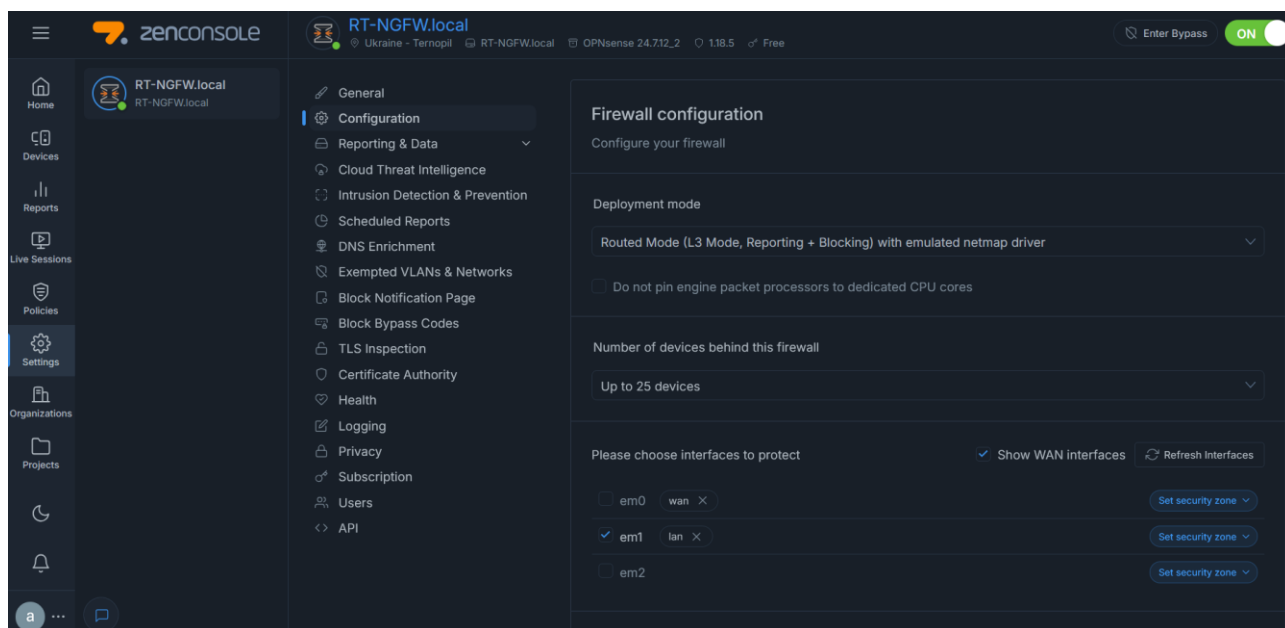 zenconsole
RT-NGFW.local
Ukraine - Ternopil RT-NGFW.local OPNsense 24.7.12_2 1.18.5 Free
Enter Bypass
ON
Home
Devices
Reports
Live Sessions
Policies
Settings
Organizations
Projects
a ...
RT-NGFW.local
RT-NGFW.local
General
Configuration
Reporting & Data
Cloud Threat Intelligence
Intrusion Detection & Prevention
Scheduled Reports
DNS Enrichment
Exempted VLANs & Networks
Block Notification Page
Block Bypass Codes
TLS Inspection
Certificate Authority
Health
Logging
Privacy
Subscription
Users
API
Firewall configuration
Configure your firewall
Deployment mode
Routed Mode (L3 Mode, Reporting + Blocking) with emulated netmap driver
Do not pin engine packet processors to dedicated CPU cores
Number of devices behind this firewall
Up to 25 devices
Please choose interfaces to protect Show WAN interfaces Refresh Interfaces
em0 wan Set security zone
em1 lan Set security zone
em2 Set security zone